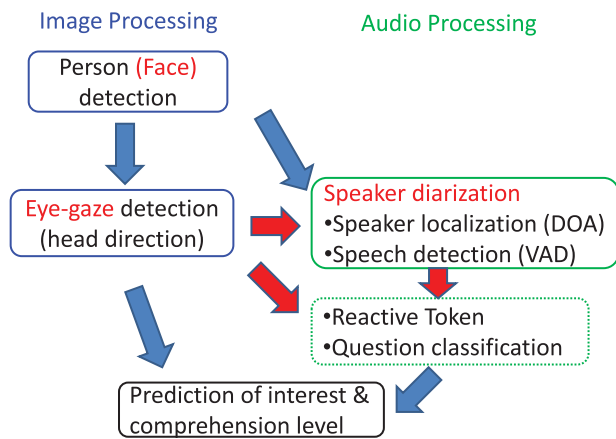 Image Processing
Audio Processing
Person (Face)
detection
Eye-gaze detection
(head direction)
Speaker diarization
•Speaker localization (DOA)
•Speech detection (VAD)
•Reactive Token
•Question classification
Prediction of interest &
comprehension level